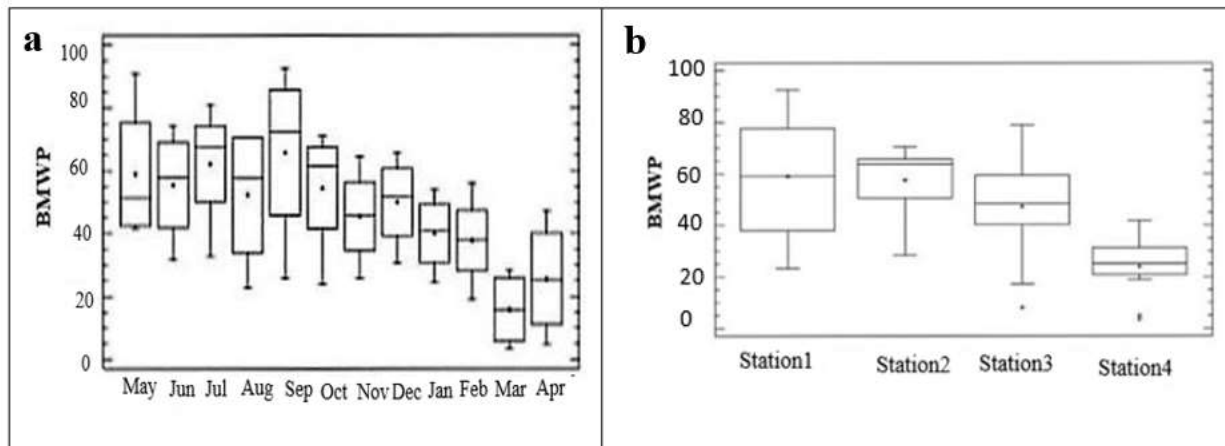 a
100
80
60
40
20
0
BMWP
May Jun Jul Aug Sep Oct Nov Dec Jan Feb Mar Apr
b
100
80
60
40
20
0
BMWP
Station1 Station2 Station3 Station4